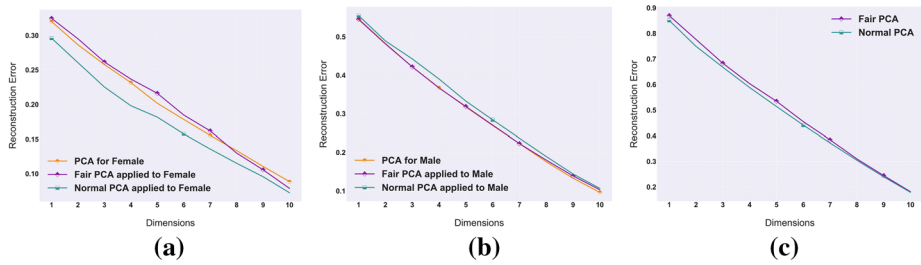 Reconstruction Error
0.30
0.25
0.20
0.15
0.10
PCA for Female
Fair PCA applied to Female
Normal PCA applied to Female
1 2 3 4 5 6 7 8 9 10
Dimensions
(a)
Reconstruction Error
0.5
0.4
0.3
0.2
0.1
PCA for Male
Fair PCA applied to Male
Normal PCA applied to Male
1 2 3 4 5 6 7 8 9 10
Dimensions
(b)
Reconstruction Error
0.9
0.8
0.7
0.6
0.5
0.4
0.3
0.2
Fair PCA
Normal PCA
1 2 3 4 5 6 7 8 9 10
Dimensions
(c)